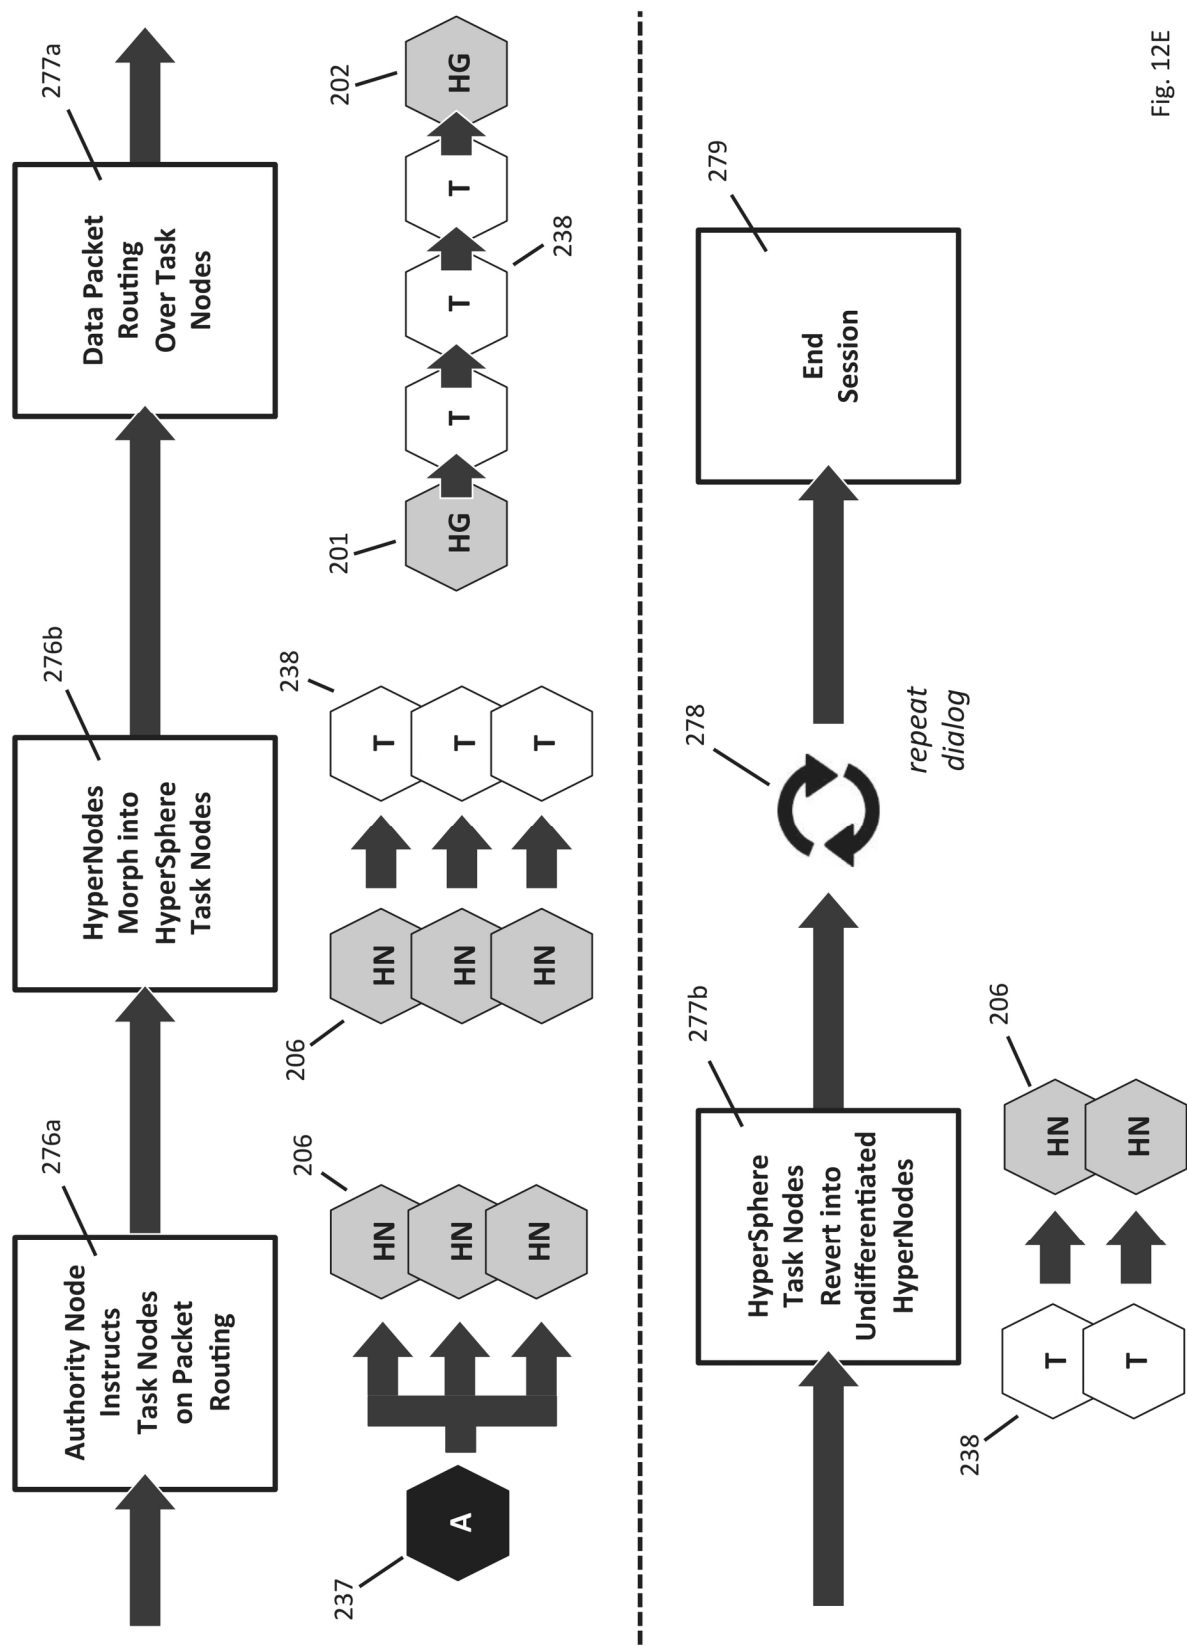 276a
Authority Node
Instructs
Task Nodes
on Packet
Routing
276b
HyperNodes
Morph into
HyperSphere
Task Nodes
277a
Data Packet
Routing
Over Task
Nodes
237
A
206
HN
HN
HN
206
HN
HN
HN
238
T
T
T
201
HG
T
T
T
238
202
HG
277b
HyperSphere
Task Nodes
Revert into
Undifferentiated
HyperNodes
278
repeat
dialog
279
End
Session
238
T
T
206
HN
HN
Fig. 12E